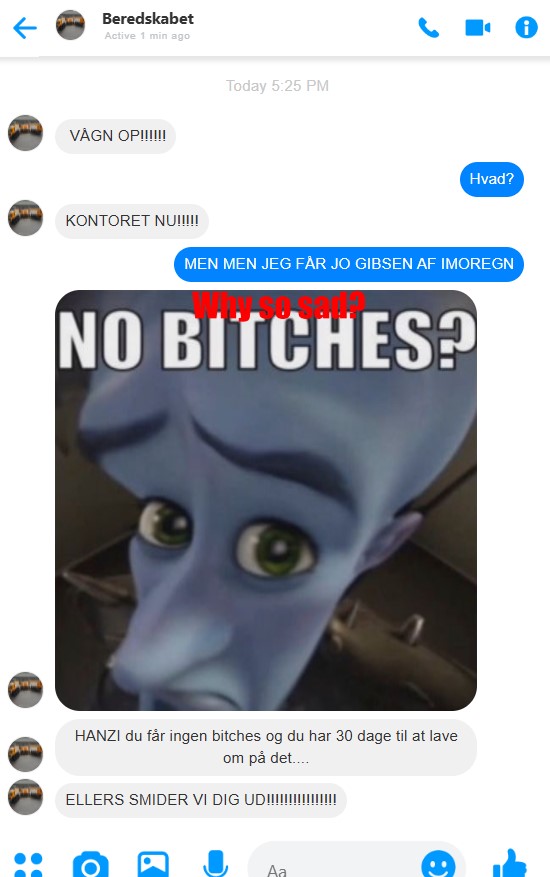 Beredskabet
Active 1 min ago
Today 5:25 PM
VÅGN OP!!!!!!
Hvad?
KONTORET NU!!!!!
MEN MEN JEG FÅR JO GIBSEN AF IMOREGN
Why so sad?
NO BITCHES?
HANZI du får ingen bitches og du har 30 dage til at lave
om på det....
ELLERS SMIDER VI DIG UD!!!!!!!!!!!!!!!!
Aa